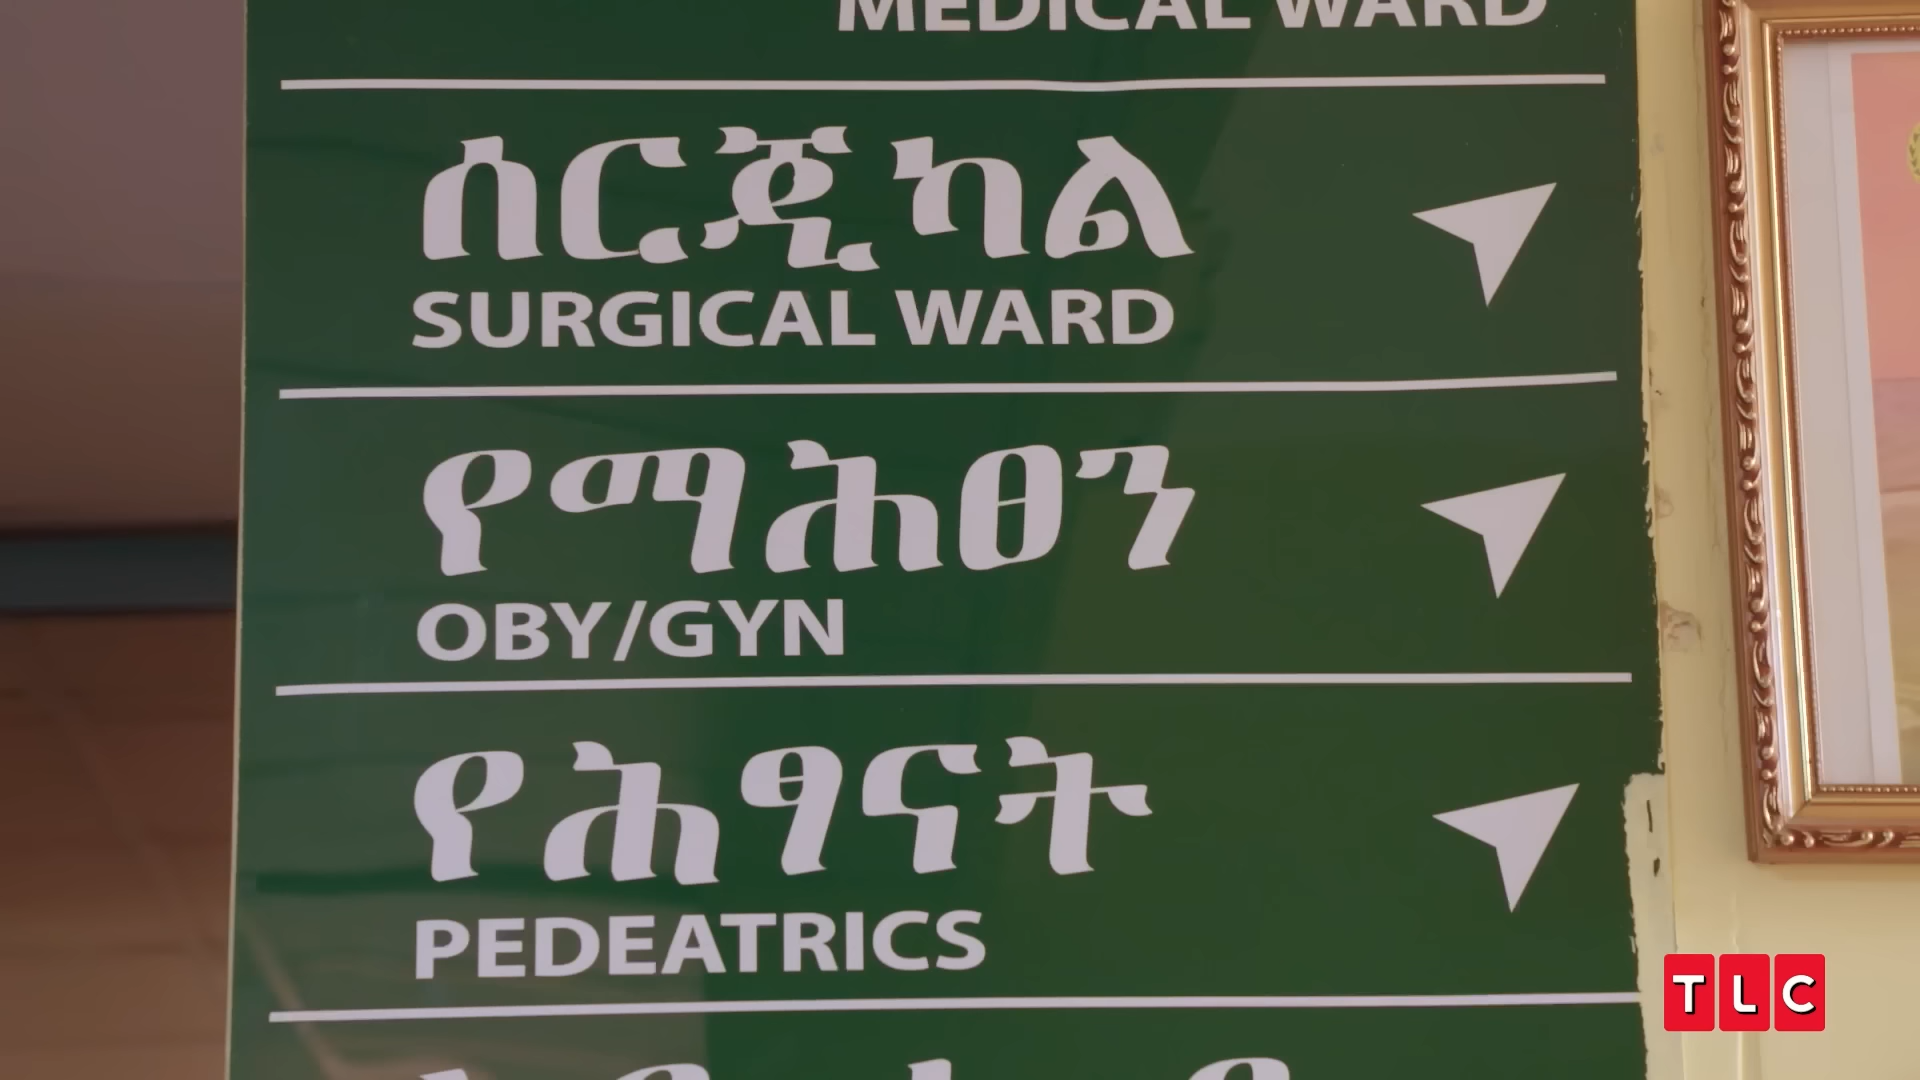 MEDICAL WARD
ሰርጂካል
SURGICAL WARD
የማሕፀን
OBY/GYN
የሕፃናት
PEDEATRICS
TLC